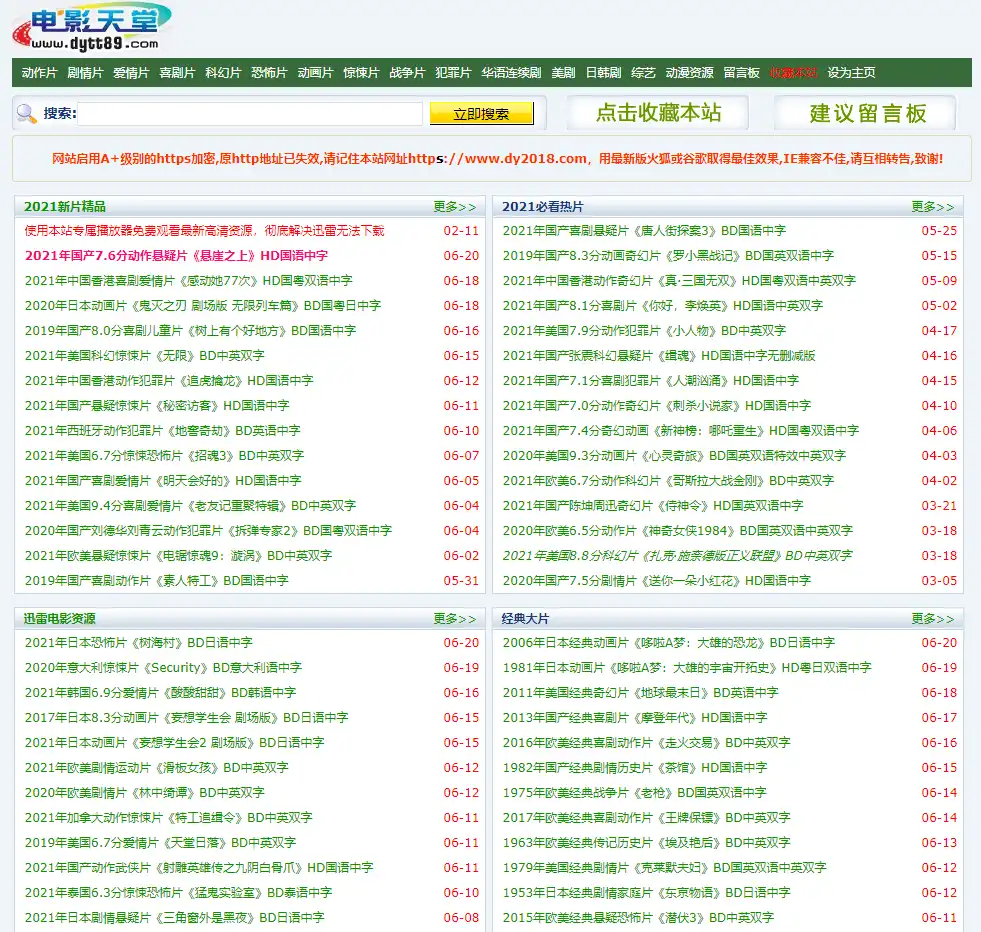 电影天堂
www.dytt89.com
动作片 剧情片 爱情片 喜剧片 科幻片 恐怖片 动画片 惊悚片 战争片 犯罪片 华语连续剧 美剧 日韩剧 综艺 动漫资源 留言板 收藏本站 设为主页
搜索: 立即搜索 点击收藏本站 建议留言板
网站启用A+级别的https加密,原http地址已失效,请记住本站网址https://www.dy2018.com，用最新版火狐或谷歌取得最佳效果,IE兼容不佳,请互相转告,致谢!
2021新片精品 更多>>
使用本站专属播放器免费观看最新高清资源，彻底解决迅雷无法下载 02-11
2021年国产7.6分动作悬疑片《悬崖之上》HD国语中字 06-20
2021年中国香港喜剧爱情片《感动她77次》HD国粤双语中字 06-18
2020年日本动画片《鬼灭之刃 剧场版 无限列车篇》BD国粤日中字 06-18
2019年国产8.0分喜剧儿童片《树上有个好地方》BD国语中字 06-16
2021年美国科幻惊悚片《无限》BD中英双字 06-15
2021年中国香港动作犯罪片《追虎擒龙》HD国语中字 06-12
2021年国产悬疑惊悚片《秘密访客》HD国语中字 06-11
2021年西班牙动作犯罪片《地窖奇劫》BD英语中字 06-10
2021年美国6.7分惊悚恐怖片《招魂3》BD中英双字 06-07
2021年国产喜剧爱情片《明天会好的》HD国语中字 06-05
2021年美国9.4分喜剧爱情片《老友记重聚特辑》BD中英双字 06-04
2020年国产刘德华刘青云动作犯罪片《拆弹专家2》BD国粤双语中字 06-04
2021年欧美悬疑惊悚片《电锯惊魂9：漩涡》BD中英双字 06-02
2019年国产喜剧动作片《素人特工》BD国语中字 05-31
2021必看热片 更多>>
2021年国产喜剧悬疑片《唐人街探案3》BD国语中字 05-25
2019年国产8.3分动画奇幻片《罗小黑战记》BD国英双语中字 05-15
2021年中国香港动作奇幻片《真·三国无双》HD国粤双语中英双字 05-09
2021年国产8.1分喜剧片《你好，李焕英》HD国语中英双字 05-02
2021年美国7.9分动作犯罪片《小人物》BD中英双字 04-17
2021年国产张震科幻悬疑片《缉魂》HD国语中字无删减版 04-16
2021年国产7.1分喜剧犯罪片《人潮汹涌》HD国语中字 04-15
2021年国产7.0分动作奇幻片《刺杀小说家》HD国语中字 04-10
2021年国产7.4分奇幻动画《新神榜：哪吒重生》HD国粤双语中字 04-06
2020年美国9.3分动画片《心灵奇旅》BD国英双语特效中英双字 04-03
2021年欧美6.7分动作科幻片《哥斯拉大战金刚》BD中英双字 04-02
2021年国产陈坤周迅奇幻片《侍神令》HD国英双语中字 03-21
2020年欧美6.5分动作片《神奇女侠1984》BD国英双语中英双字 03-18
2021年美国8.8分科幻片《扎克·施奈德版正义联盟》BD中英双字 03-18
2020年国产7.5分剧情片《送你一朵小红花》HD国语中字 03-05
迅雷电影资源 更多>>
2021年日本恐怖片《树海村》BD日语中字 06-20
2020年意大利惊悚片《Security》BD意大利语中字 06-19
2021年韩国6.9分爱情片《酸酸甜甜》BD韩语中字 06-16
2017年日本8.3分动画片《妄想学生会 剧场版》BD日语中字 06-15
2021年日本动画片《妄想学生会2 剧场版》BD日语中字 06-15
2021年欧美剧情运动片《滑板女孩》BD中英双字 06-12
2020年欧美剧情片《林中绮谭》BD中英双字 06-12
2021年加拿大动作惊悚片《特工追缉令》BD中英双字 06-11
2019年美国6.7分爱情片《天堂日落》BD中英双字 06-11
2021年国产动作武侠片《射雕英雄传之九阴白骨爪》HD国语中字 06-11
2021年泰国6.3分惊悚恐怖片《猛鬼实验室》BD泰语中字 06-10
2021年日本剧情悬疑片《三角窗外是黑夜》BD日语中字 06-08
经典大片 更多>>
2006年日本经典动画片《哆啦A梦：大雄的恐龙》BD日语中字 06-20
1981年日本动画片《哆啦A梦：大雄的宇宙开拓史》HD粤日双语中字 06-19
2011年美国经典奇幻片《地球最末日》BD英语中字 06-18
2013年国产经典喜剧片《摩登年代》HD国语中字 06-17
2016年欧美经典喜剧动作片《走火交易》BD中英双字 06-16
1982年国产经典剧情历史片《茶馆》HD国语中字 06-15
1975年欧美经典战争片《老枪》BD国英双语中字 06-14
2017年欧美经典喜剧动作片《王牌保镖》BD中英双字 06-14
1963年欧美经典传记历史片《埃及艳后》BD中英双字 06-13
1979年美国经典剧情片《克莱默夫妇》BD国英双语中英双字 06-12
1953年日本经典剧情家庭片《东京物语》BD日语中字 06-12
2015年欧美经典悬疑恐怖片《潜伏3》BD中英双字 06-11